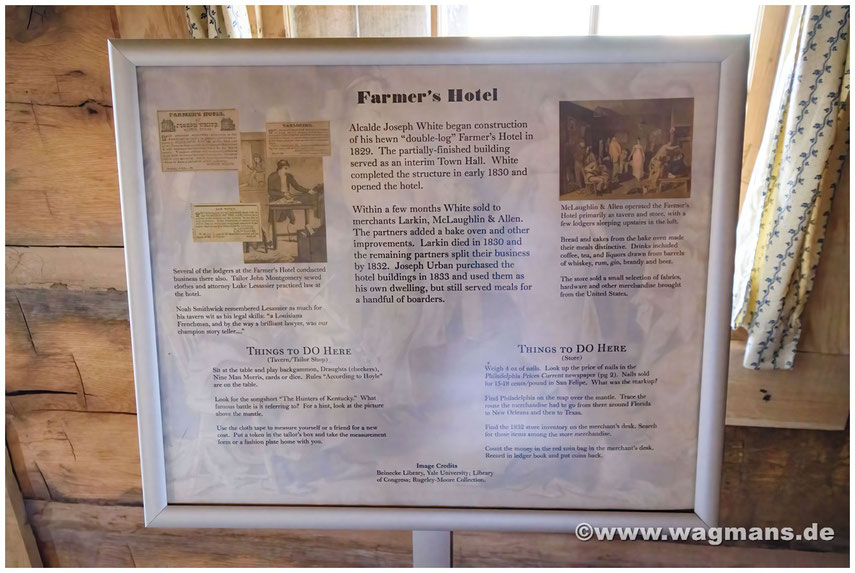 Farmer's Hotel
FARMER'S HOTEL
JOSEPH WHITE
TAILORING
Alcalde Joseph White began construction
of his hewn "double-log" Farmer's Hotel in
1829. The partially-finished building
served as an interim Town Hall. White
completed the structure in early 1830 and
opened the hotel.
Within a few months White sold to
merchants Larkin, McLaughlin & Allen.
The partners added a bake oven and other
improvements. Larkin died in 1830 and
the remaining partners split their business
by 1832. Joseph Urban purchased the
hotel buildings in 1833 and used them as
his own dwelling, but still served meals for
a handful of boarders.
Several of the lodgers at the Farmer's Hotel conducted
business there also. Tailor John Montgomery sewed
clothes and attorney Luke Lesassier practiced law at
the hotel.
Noah Smithwick remembered Lesassier as much for
his tavern wit as his legal skills: "a Louisiana
Frenchman, and by the way a brilliant lawyer, was our
champion story teller..."
McLaughlin & Allen operated the Farmer's
Hotel primarily as tavern and store, with a
few lodgers sleeping upstairs in the loft.
Bread and cakes from the bake oven made
their meals distinctive. Drinks included
coffee, tea, and liquors drawn from barrels
of whiskey, rum, gin, brandy and beer.
The store sold a small selection of fabrics,
hardware and other merchandise brought
from the United States.
Things to DO Here
(Tavern/Tailor Shop)
Sit at the table and play backgammon, Draughts (checkers),
Nine Man Morris, cards or dice. Rules "According to Hoyle"
are on the table.
Look for the songsheet "The Hunters of Kentucky." What
famous battle is it referring to? For a hint, look at the picture
above the mantle.
Use the cloth tape to measure yourself or a friend for a new
coat. Put a token in the tailor's box and take the measurement
form or a fashion plate home with you.
Things to DO Here
(Store)
Weigh 4 oz of nails. Look up the price of nails in the
Philadelphia Prices Current newspaper (pg 2). Nails sold
for cents/pound in San Felipe. What was the markup?
Find Philadelphia on the map over the mantle. Trace the
route the merchandise had to go from there around Florida
to New Orleans and then to Texas.
Find the 1832 store inventory on the merchant's desk. Search
for these items among the store merchandise.
Count the money in the red coin bag in the merchant's desk.
Record in ledger book and put coins back.
Image Credits
Beinecke Library, Yale University; Library
of Congress; Rugeley-Moore Collection.
©www.wagmans.de